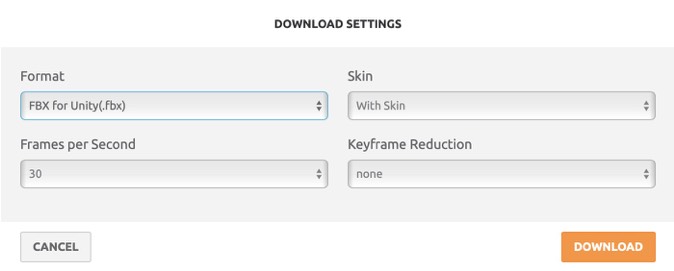 DOWNLOAD SETTINGS
Format
Skin
FBX for Unity(.fbx)
With Skin
Frames per Second
Keyframe Reduction
30
none
CANCEL
DOWNLOAD